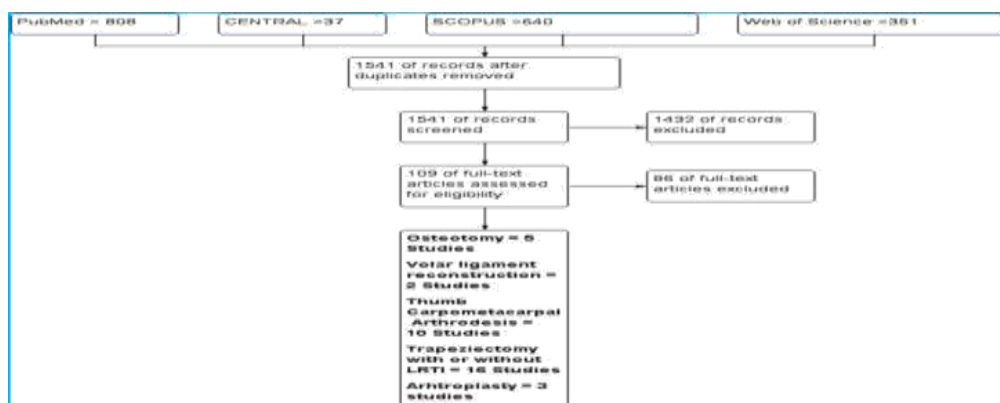 PubMed = 808
CENTRAL =37
SCOPUS =640
Web of Science =351
1541 of records after
duplicates removed
1541 of records
screened
1432 of records
excluded
109 of full-text
articles assessed
for eligibility
86 of full-text
articles excluded
Osteotomy = 5
Studies
Volar ligament
reconstruction =
2 Studies
Thumb
Carpometacarpal
Arthrodesis =
10 Studies
Trapeziectomy
with or without
LRTI = 16 Studies
Arhtroplasty = 3
studies